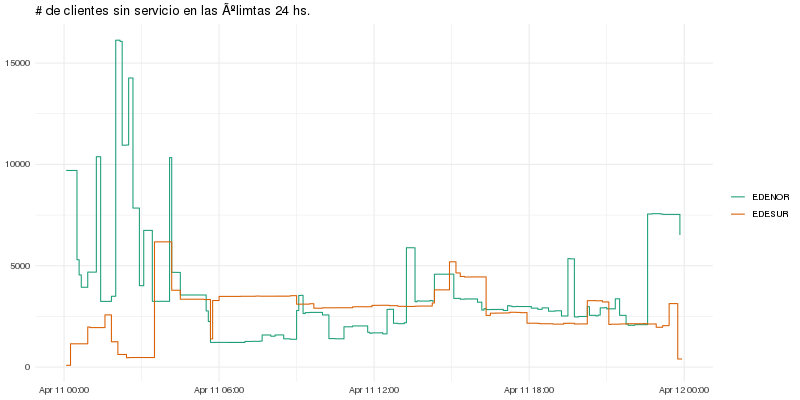 # de clientes sin servicio en las Ãºlimtas 24 hs.
15000
10000
5000
0
Apr 11 00:00
Apr 11 06:00
Apr 11 12:00
Apr 11 18:00
Apr 12 00:00
EDENOR
EDESUR